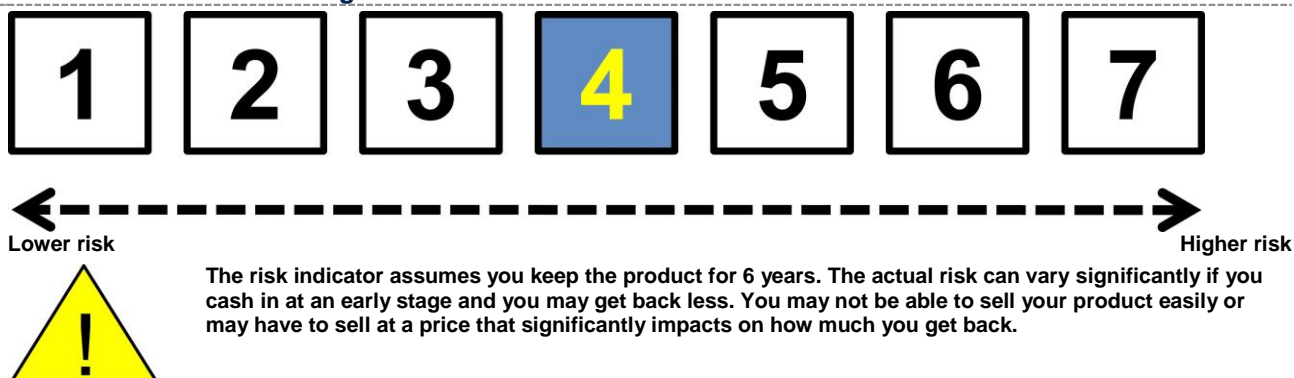 1 2 3 4 5 6 7
Lower risk Higher risk
The risk indicator assumes you keep the product for 6 years. The actual risk can vary significantly if you
cash in at an early stage and you may get back less. You may not be able to sell your product easily or
may have to sell at a price that significantly impacts on how much you get back.
!